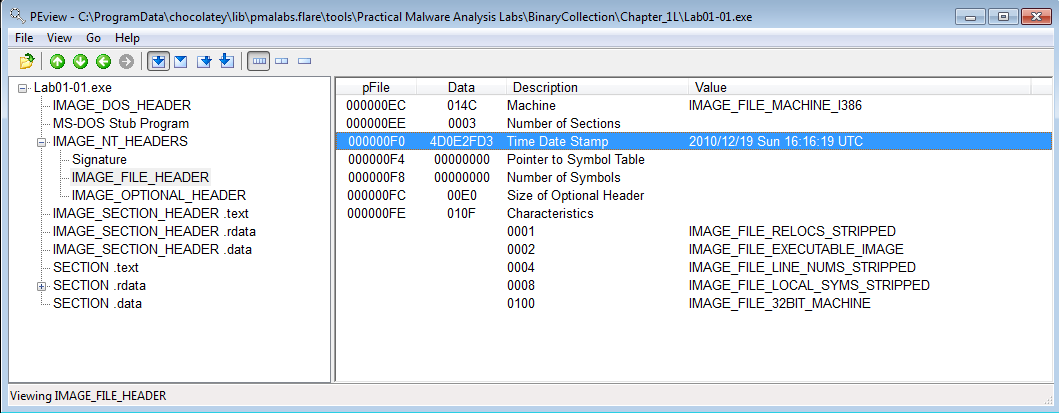 PEview - C:\ProgramData\chocolatey\lib\pmalabs.flare\tools\Practical Malware Analysis Labs\BinaryCollection\Chapter_1L\Lab01-01.exe
File View Go Help
Lab01-01.exe
IMAGE_DOS_HEADER
MS-DOS Stub Program
IMAGE_NT_HEADERS
Signature
IMAGE_FILE_HEADER
IMAGE_OPTIONAL_HEADER
IMAGE_SECTION_HEADER .text
IMAGE_SECTION_HEADER .rdata
IMAGE_SECTION_HEADER .data
SECTION .text
SECTION .rdata
SECTION .data
pFile Data Description Value
000000EC 014C Machine IMAGE_FILE_MACHINE_I386
000000EE 0003 Number of Sections
000000F0 4D0E2FD3 Time Date Stamp 2010/12/19 Sun 16:16:19 UTC
000000F4 00000000 Pointer to Symbol Table
000000F8 00000000 Number of Symbols
000000FC 00E0 Size of Optional Header
000000FE 010F Characteristics
0001 IMAGE_FILE_RELOCS_STRIPPED
0002 IMAGE_FILE_EXECUTABLE_IMAGE
0004 IMAGE_FILE_LINE_NUMS_STRIPPED
0008 IMAGE_FILE_LOCAL_SYMS_STRIPPED
0100 IMAGE_FILE_32BIT_MACHINE
Viewing IMAGE_FILE_HEADER